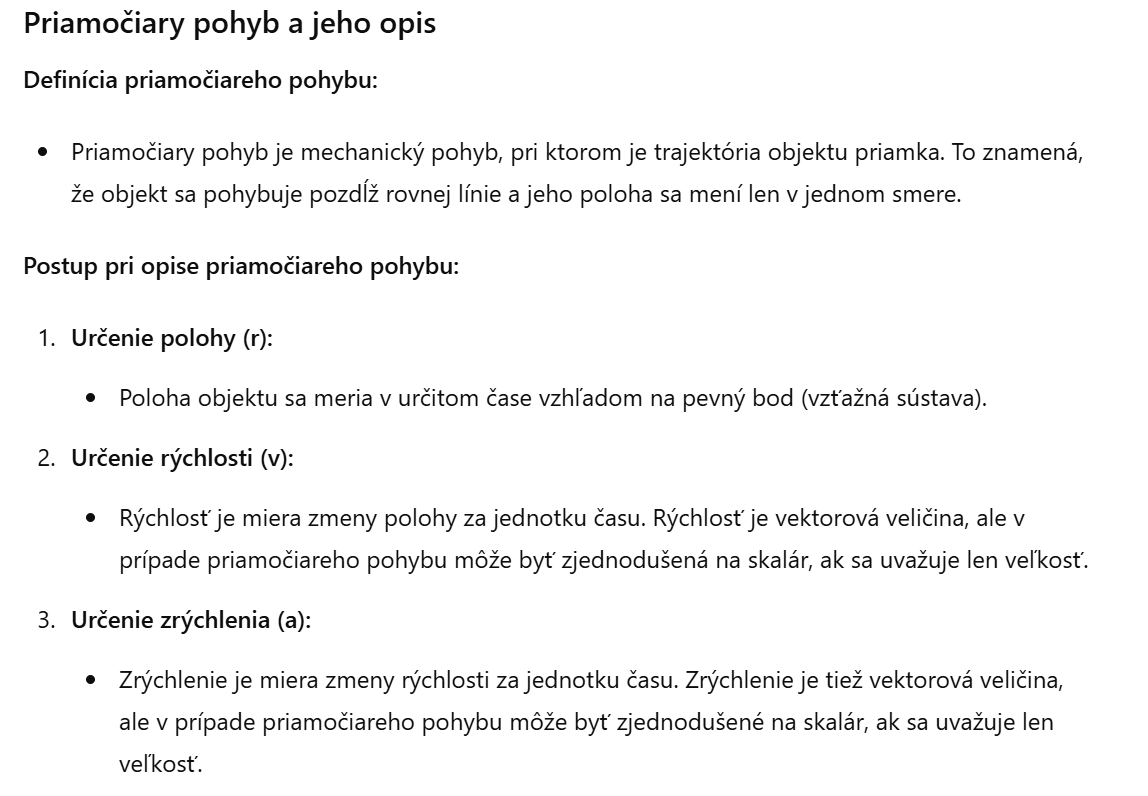 Priamočiary pohyb a jeho opis
Definícia priamočiareho pohybu:
• Priamočiary pohyb je mechanický pohyb, pri ktorom je trajektória objektu priamka. To znamená,
že objekt sa pohybuje pozdĺž rovnej línie a jeho poloha sa mení len v jednom smere.
Postup pri opise priamočiareho pohybu:
1. Určenie polohy (r):
• Poloha objektu sa meria v určitom čase vzhľadom na pevný bod (vzťažná sústava).
2. Určenie rýchlosti (v):
• Rýchlosť je miera zmeny polohy za jednotku času. Rýchlosť je vektorová veličina, ale v
prípade priamočiareho pohybu môže byť zjednodušená na skalár, ak sa uvažuje len veľkosť.
3. Určenie zrýchlenia (a):
• Zrýchlenie je miera zmeny rýchlosti za jednotku času. Zrýchlenie je tiež vektorová veličina,
ale v prípade priamočiareho pohybu môže byť zjednodušené na skalár, ak sa uvažuje len
veľkosť.